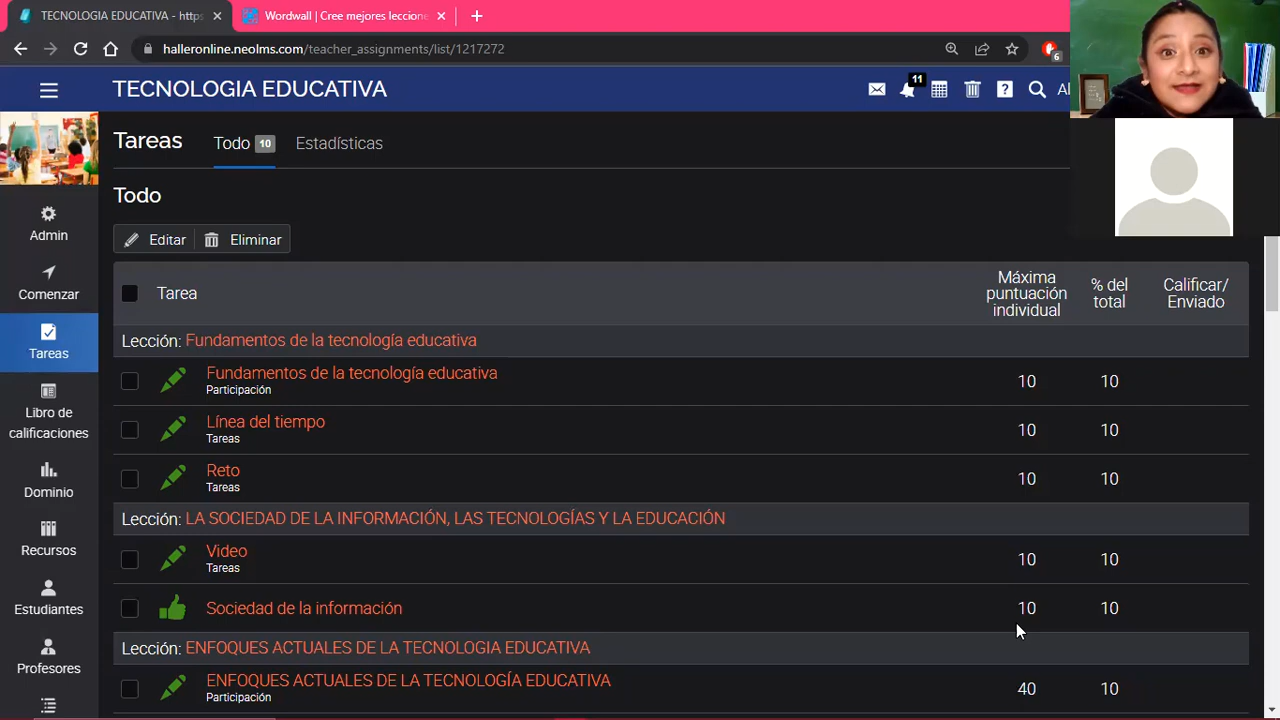 TECNOLOGIA EDUCATIVA - https
Wordwall | Cree mejores leccione
halleronline.neolms.com/teacher_assignments/list/1217272
6
TECNOLOGIA EDUCATIVA
11
?
Tareas
Todo 10
Estadísticas
Todo
Editar
Eliminar
Admin
Comenzar
Tareas
Libro de
calificaciones
Dominio
Recursos
Estudiantes
Profesores
Tarea
Máxima
puntuación
individual
% del
total
Calificar/
Enviado
Lección: Fundamentos de la tecnología educativa
Fundamentos de la tecnología educativa 10 10
Participación
Línea del tiempo 10 10
Tareas
Reto 10 10
Tareas
Lección: LA SOCIEDAD DE LA INFORMACIÓN, LAS TECNOLOGÍAS Y LA EDUCACIÓN
Video 10 10
Tareas
Sociedad de la información 10 10
Lección: ENFOQUES ACTUALES DE LA TECNOLOGIA EDUCATIVA
ENFOQUES ACTUALES DE LA TECNOLOGÍA EDUCATIVA 40 10
Participación